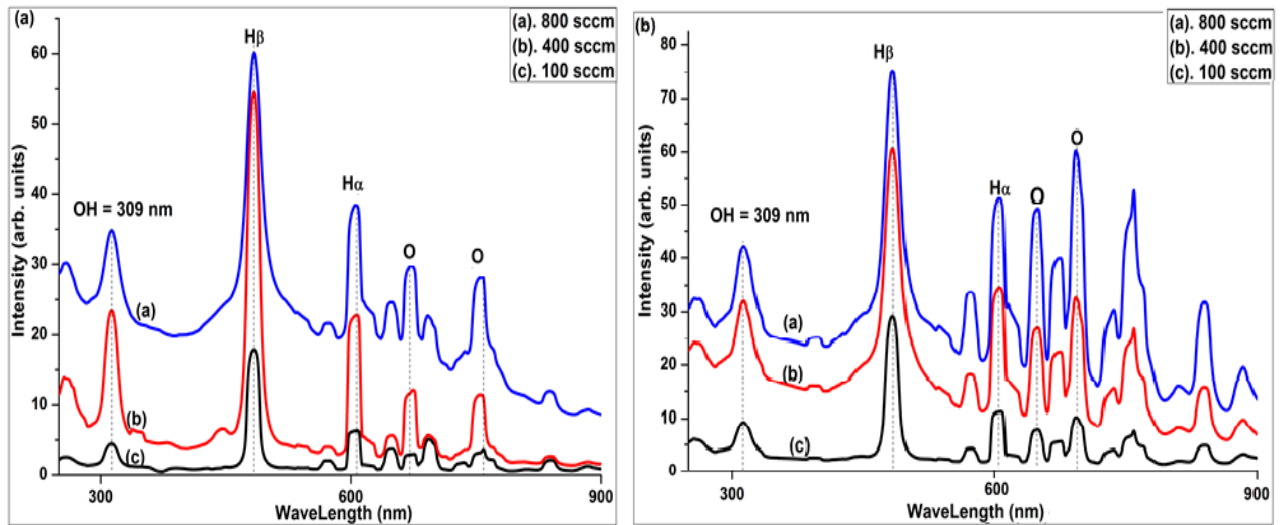 (a)
(a). 800 sccm
(b). 400 sccm
(c). 100 sccm
Hβ
Hα
OH = 309 nm
O
O
(a)
(b)
(c)
60
50
40
30
20
10
0
Intensity (arb. units)
300
600
900
WaveLength (nm)
(b)
(a). 800 sccm
(b). 400 sccm
(c). 100 sccm
Hβ
O
Hα
O
OH = 309 nm
(a)
(b)
(c)
80
70
60
50
40
30
20
10
0
Intensity (arb. units)
300
600
900
WaveLength (nm)